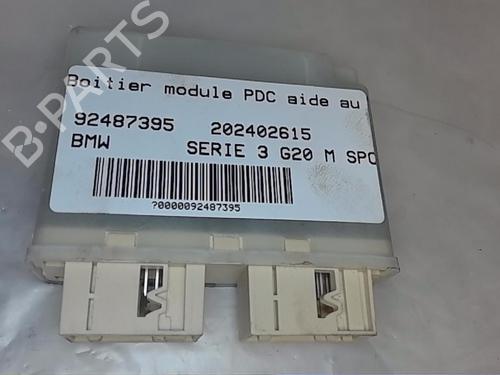 B-PARTS
Boitier module PDC aide au
92487395 202402615
BMW SERIE 3 G20 M SPO
?0000092487395